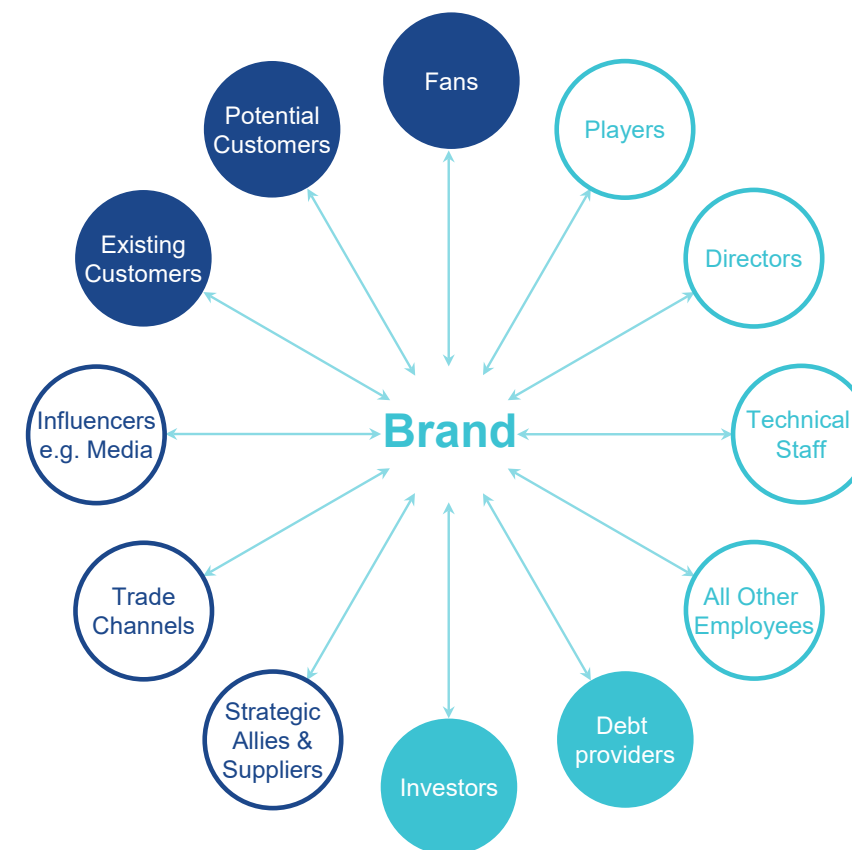 Fans
Players
Directors
Technical
Staff
All Other
Employees
Debt
providers
Investors
Strategic
Allies &
Suppliers
Trade
Channels
Influencers
e.g. Media
Existing
Customers
Potential
Customers
Brand